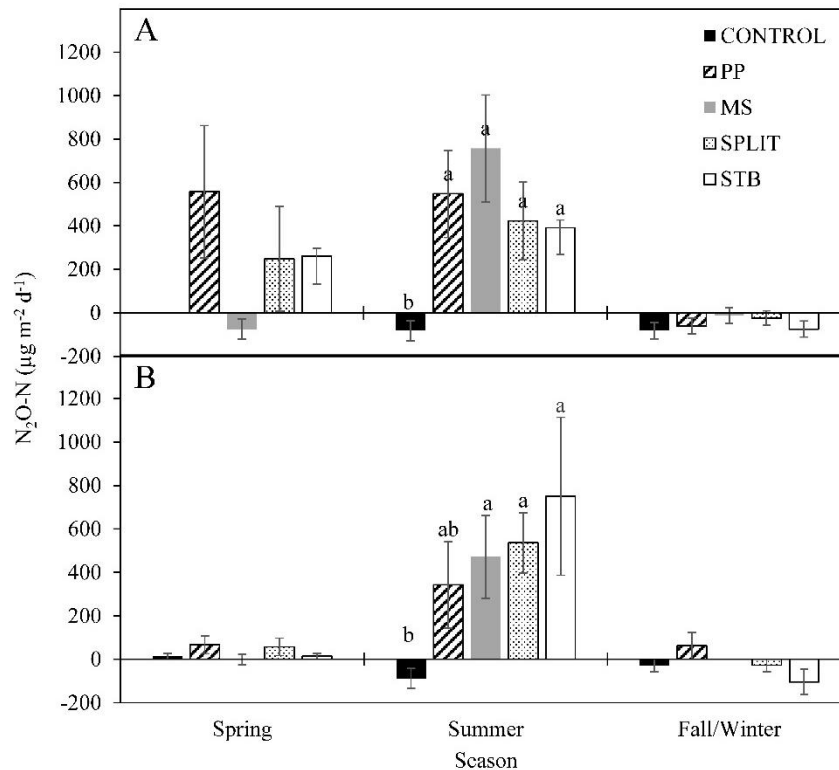 A
CONTROL
PP
MS
SPLIT
STB
1200
1000
800
600
400
200
0
-200
b
a
a
a
a
B
1200
1000
800
600
400
200
0
-200
b
ab
a
a
a
N₂O-N (µg m⁻² d⁻¹)
Spring
Summer
Fall/Winter
Season